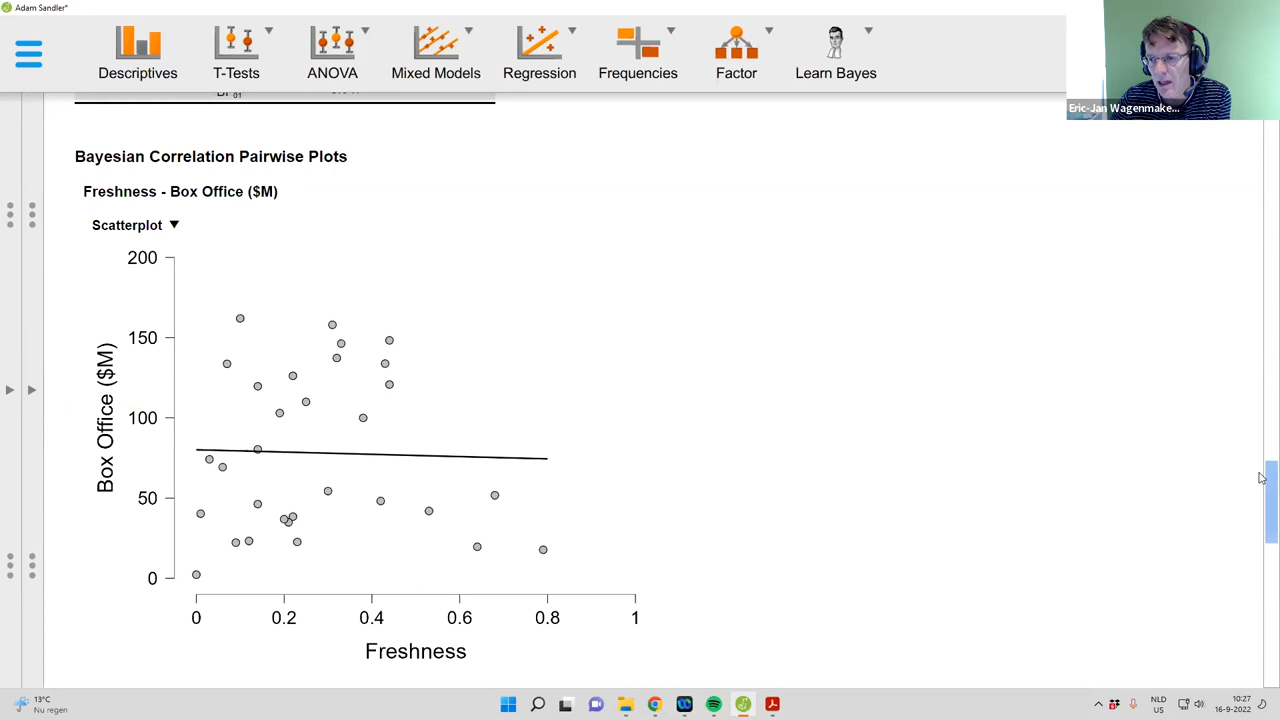 Adam Sandler*
Descriptives T-Tests ANOVA Mixed Models Regression Frequencies Factor Learn Bayes
Eric-Jan Wagenmake...
Bayesian Correlation Pairwise Plots
Freshness - Box Office ($M)
Scatterplot ▼
200
150
100
50
0
Box Office ($M)
0 0.2 0.4 0.6 0.8 1
Freshness
13°C
Nu regen
NLD
US
10:27
16-9-2022